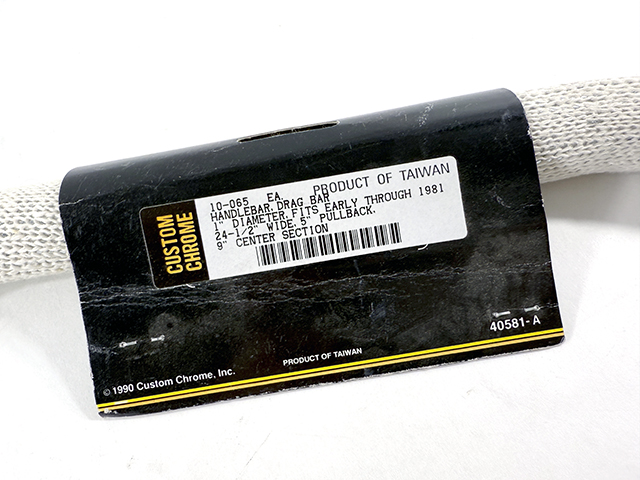 10-065 EA PRODUCT OF TAIWAN
HANDLEBAR,DRAG BAR
1" DIAMETER,FITS EARLY THROUGH 1981
24-1/2" WIDE,5" PULLBACK,
9" CENTER SECTION
CUSTOM
CHROME
40581-A
PRODUCT OF TAIWAN
© 1990 Custom Chrome, Inc.